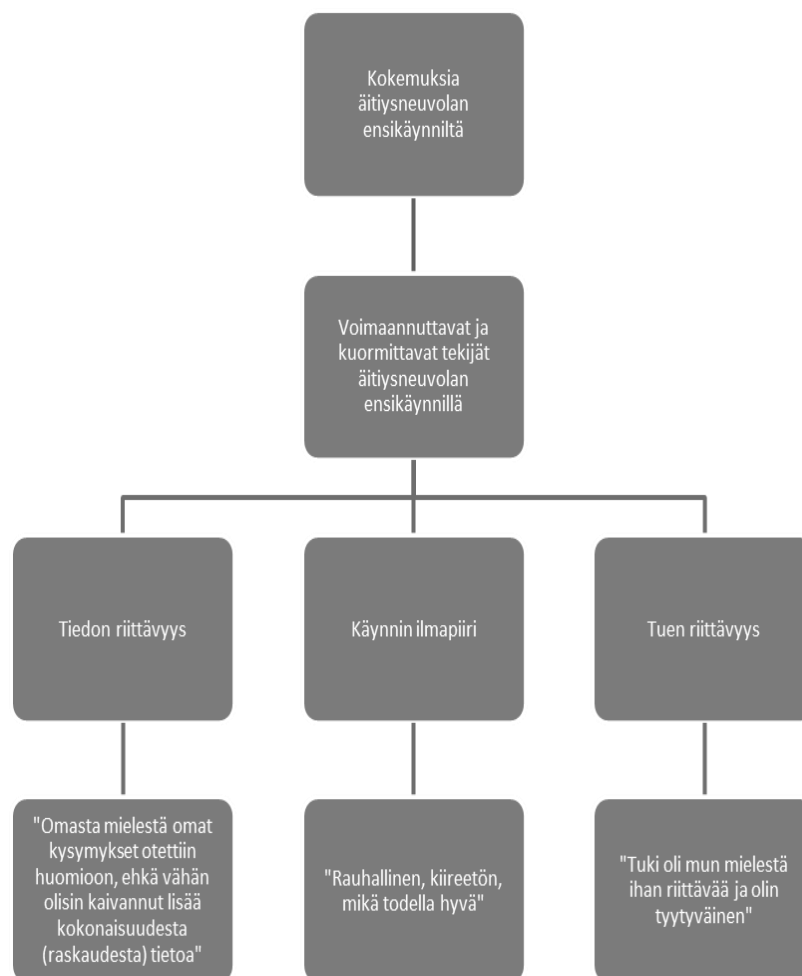 Kokemuksia
äitiysneuvolan
ensikäynniltä
Voimaannuttavat ja
kuormittavat tekijät
äitiysneuvolan
ensikäynnillä
Tiedon riittävyys
Käynnin ilmapiiri
Tuen riittävyys
"Omasta mielestä omat
kysymykset otettiin
huomioon, ehkä vähän
olisin kaivannut lisää
kokonaisuudesta
(raskaudesta) tietoa"
"Rauhallinen, kiireetön,
mikä todella hyvä"
"Tuki oli mun mielestä
ihan riittävää ja olin
tyytyväinen"